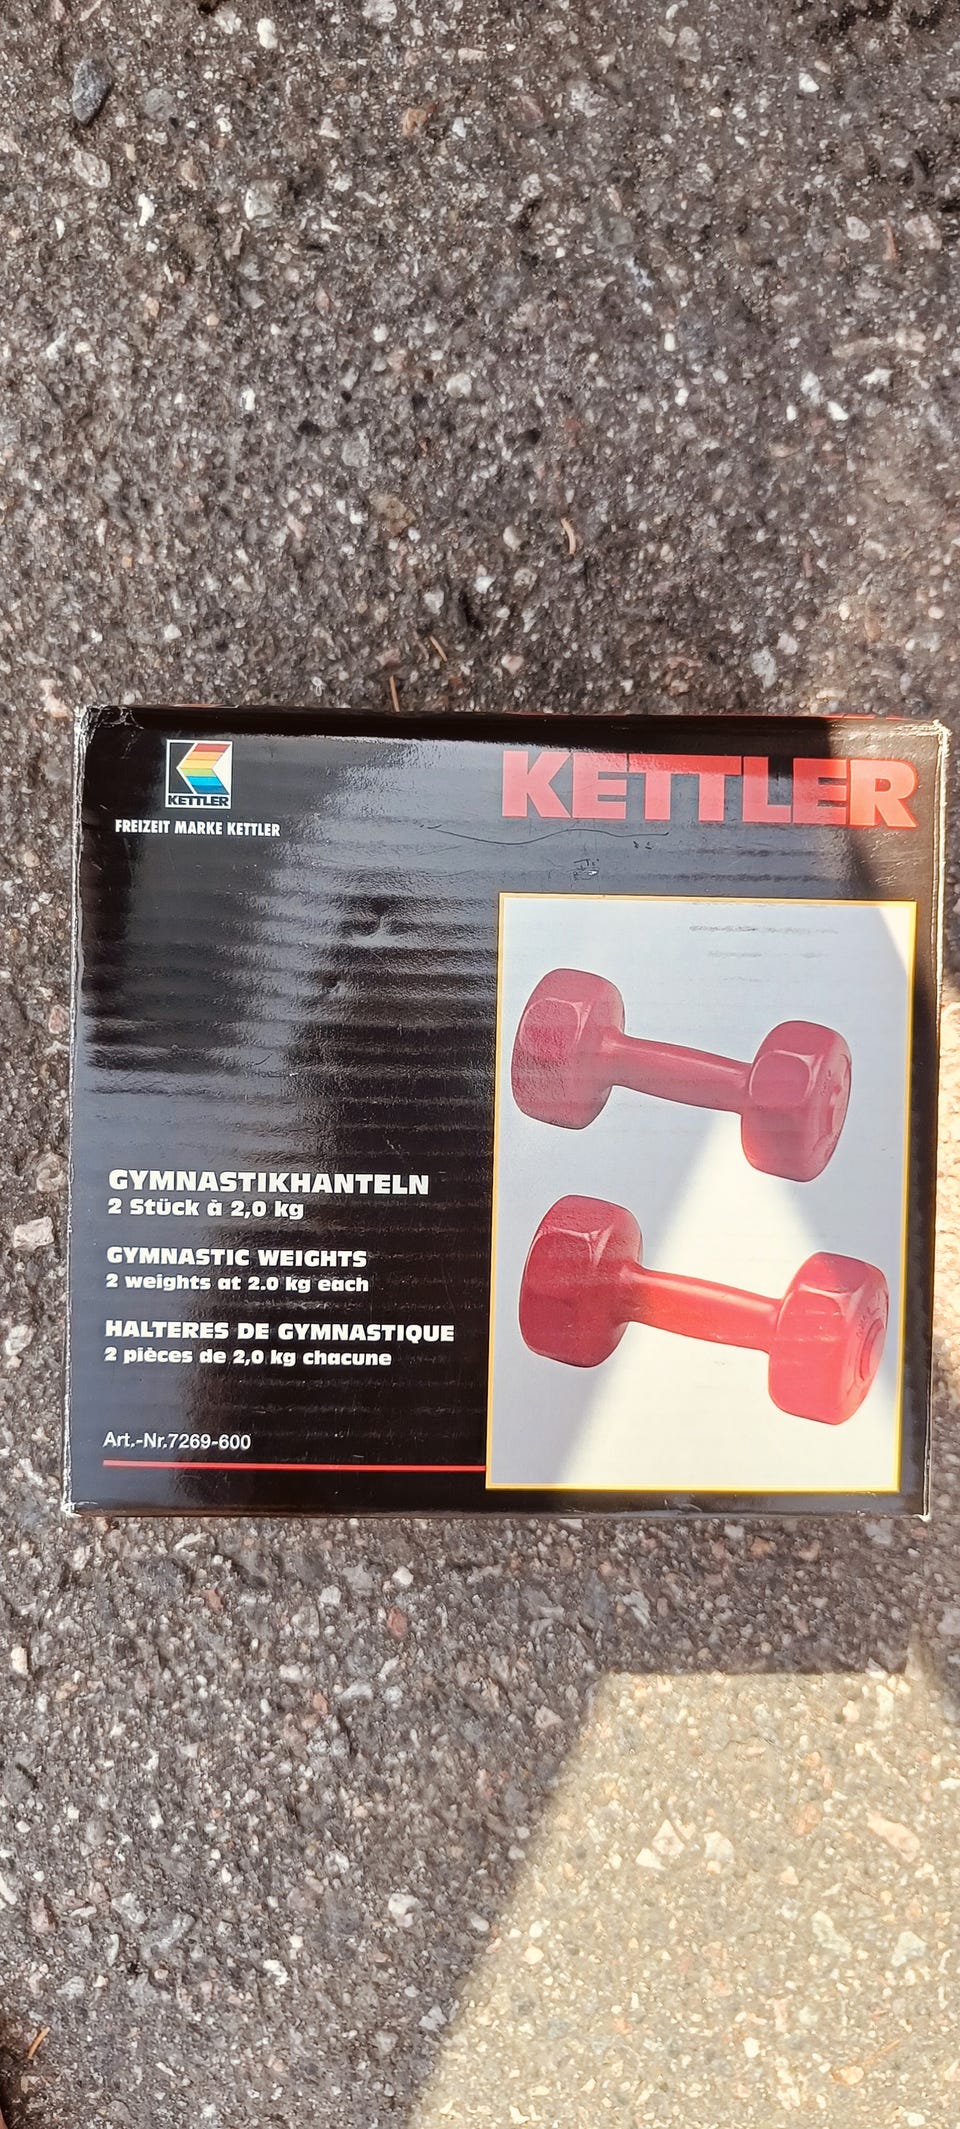 KETTLER
FREIZEIT MARKE KETTLER
KETTLER
GYMNASTIKHANTELN
2 Stück à 2,0 kg
GYMNASTIC WEIGHTS
2 weights at 2.0 kg each
HALTERES DE GYMNASTIQUE
2 pièces de 2,0 kg chacune
Art.-Nr.7269-600